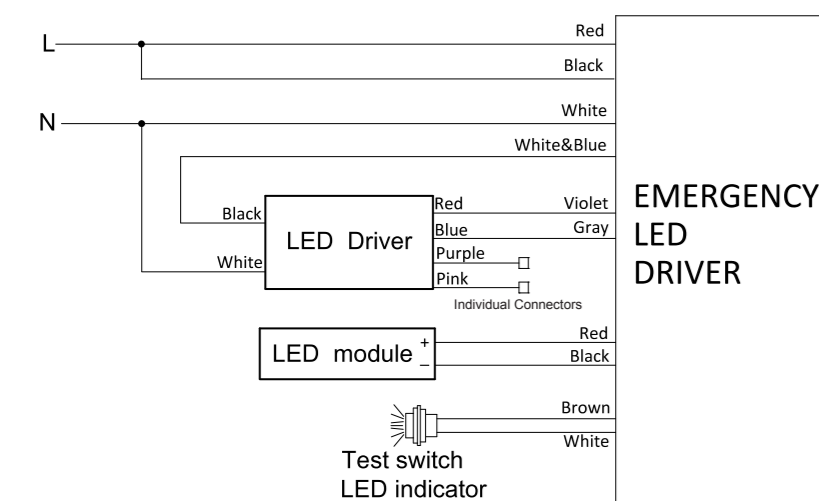 L
Red
Black
N
White
White&Blue
Black
White
LED Driver
Red
Blue
Purple
Pink
Individual Connectors
Violet
Gray
EMERGENCY
LED
DRIVER
LED module
+
−
Red
Black
Brown
White
Test switch
LED indicator